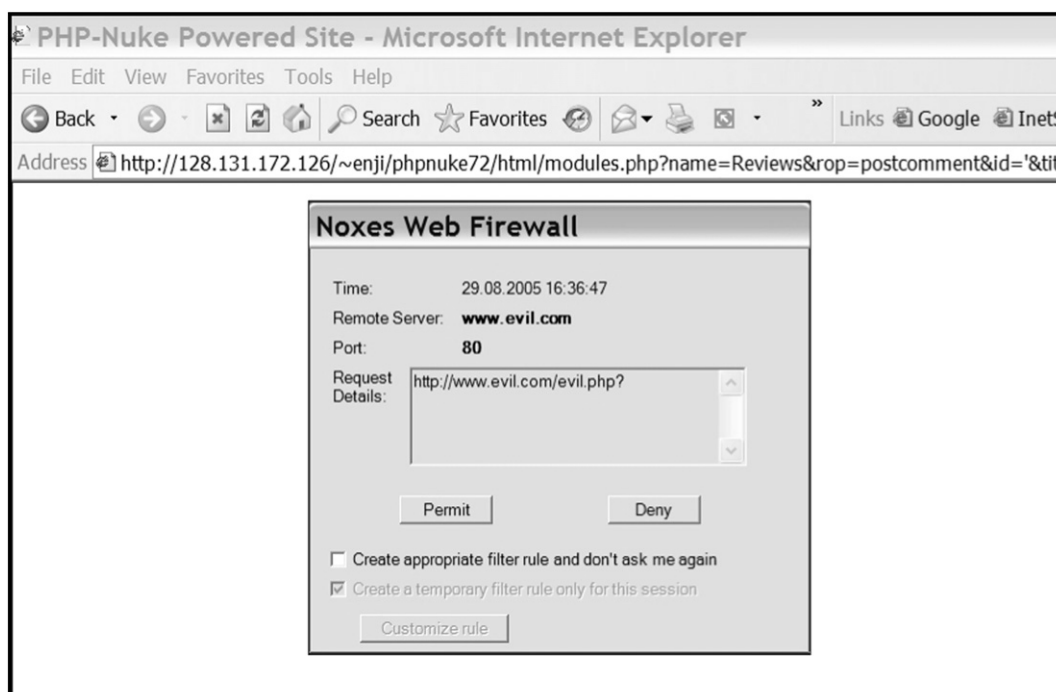 PHP-Nuke Powered Site - Microsoft Internet Explorer
File Edit View Favorites Tools Help
Back Search Favorites » Links Google
Address http://128.131.172.126/~enji/phpnuke72/html/modules.php?name=Reviews&rop=postcomment&id='&tit
Noxes Web Firewall
Time: 29.08.2005 16:36:47
Remote Server: www.evil.com
Port: 80
Request Details: http://www.evil.com/evil.php?
Permit Deny
Create appropriate filter rule and don't ask me again
Create a temporary filter rule only for this session
Customize rule